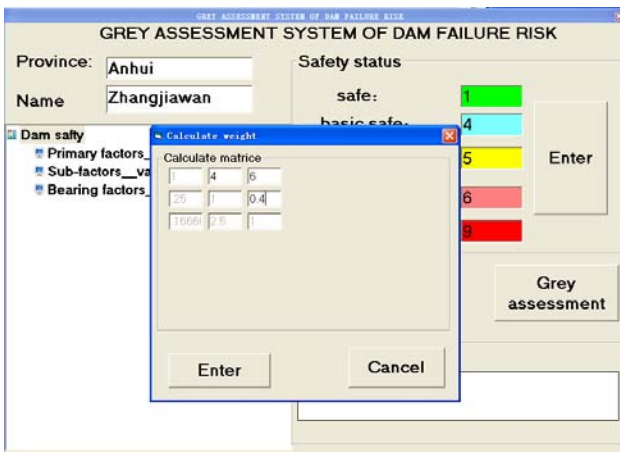 GREY ASSESSMENT SYSTEM OF DAM FAILURE RISK
GREY ASSESSMENT SYSTEM OF DAM FAILURE RISK
Province: Anhui
Name Zhangjiawan
Safety status
safe: 1
basic safe: 4
5
6
9
Enter
Dam safty
Primary factors_
Sub-factors__va
Bearing factors_
Calculate weight
Calculate matrice
1 4 6
.25 1 0.4
2.5 1
Enter Cancel
Grey
assessment